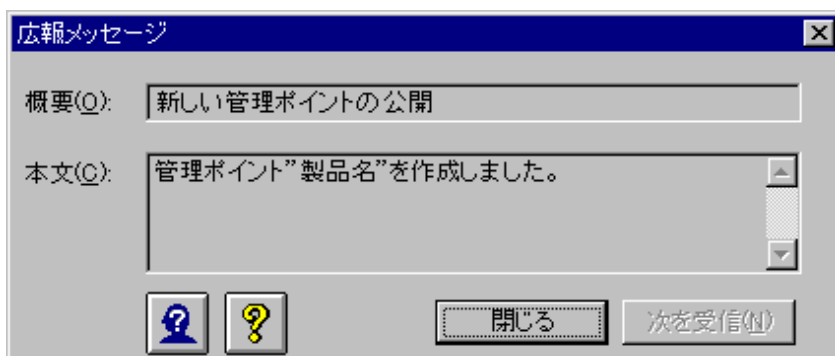 広報メッセージ
概要(O): 新しい管理ポイントの公開
本文(C): 管理ポイント”製品名”を作成しました。
閉じる 次を受信(N)